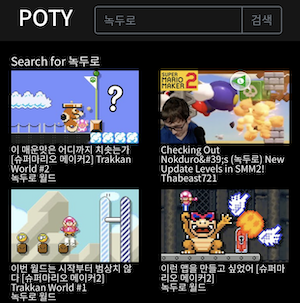 POTY
녹두로 검색
Search for 녹두로
?
이 매운맛은 어디까지 치솟는가
[슈퍼마리오 메이커2] Trakkan
World #2
녹두로 월드
SUPER
MARIO
MAKER 2
Checking Out
Nokduro&#39;s (녹두로) New
Update Levels in SMM2!
Thabeast721
이번 월드는 시작부터 범상치 않
다 [슈퍼마리오 메이커2]
Trakkan World #1
녹두로 월드
이런 맵을 만들고 싶었어 [슈퍼마
리오 메이커2]
녹두로 월드